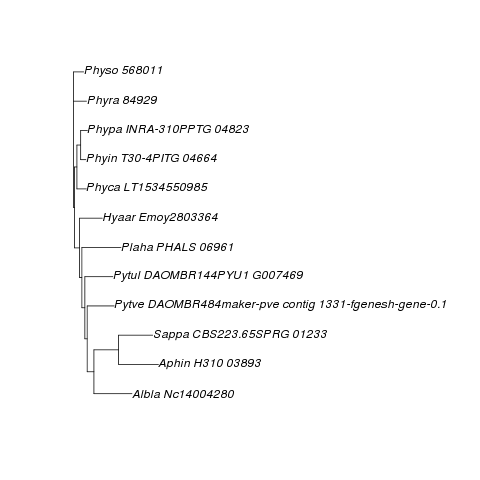 Physo 568011
Phyra 84929
Phypa INRA-310PPTG 04823
Phyin T30-4PITG 04664
Phyca LT1534550985
Hyaar Emoy2803364
Plaha PHALS 06961
Pytul DAOMBR144PYU1 G007469
Pytve DAOMBR484maker-pve contig 1331-fgenesh-gene-0.1
Sappa CBS223.65SPRG 01233
Aphin H310 03893
Albla Nc14004280